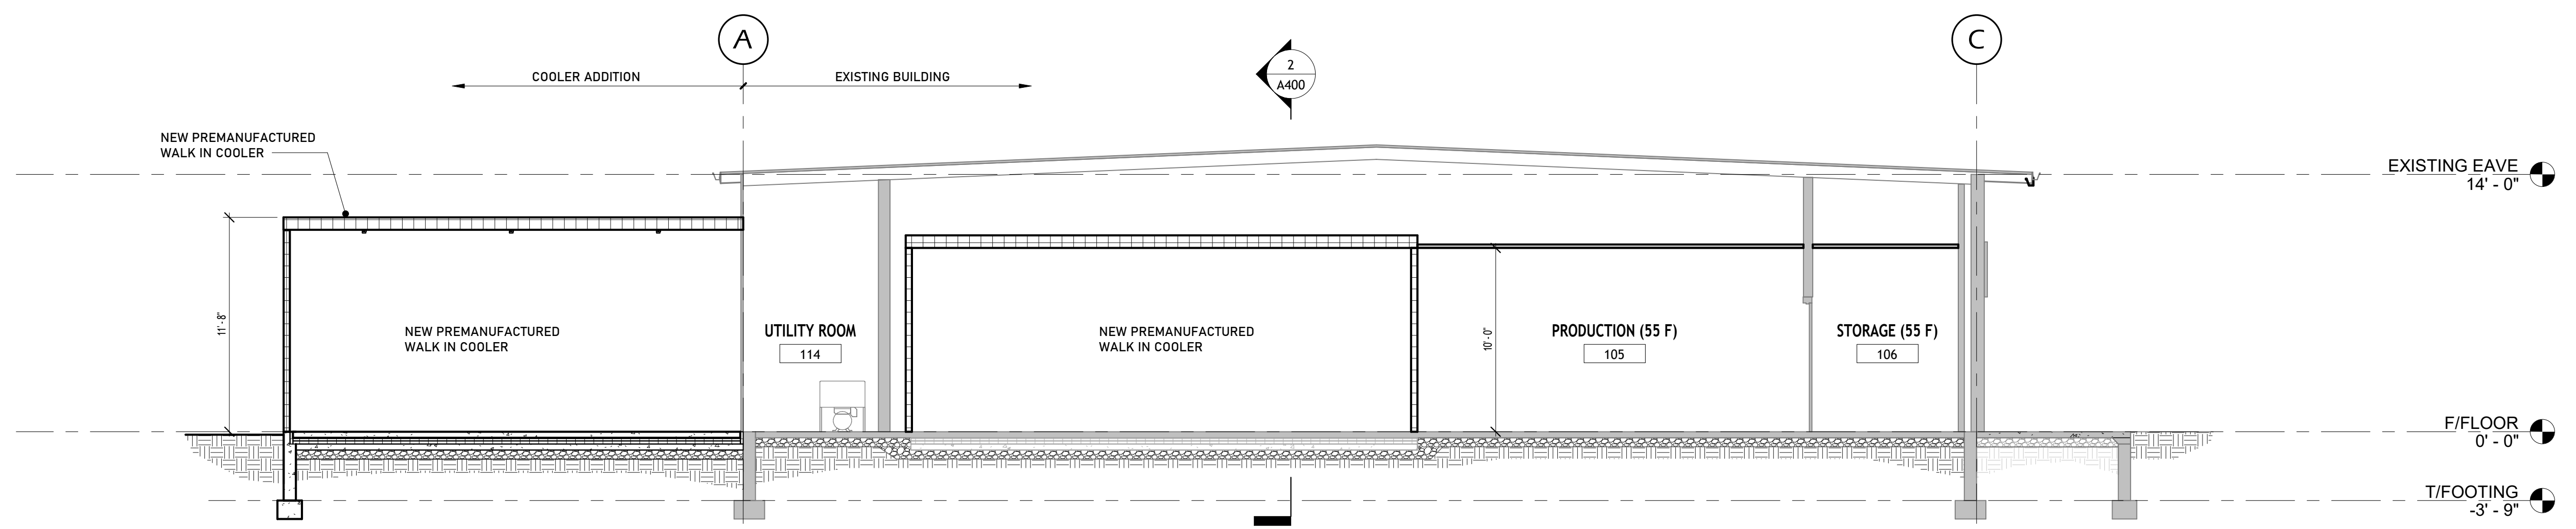 A
C
COOLER ADDITION
EXISTING BUILDING
2
A400
NEW PREMANUFACTURED
WALK IN COOLER
EXISTING EAVE
14' - 0"
11' - 8"
NEW PREMANUFACTURED
WALK IN COOLER
UTILITY ROOM
114
NEW PREMANUFACTURED
WALK IN COOLER
10' - 0"
PRODUCTION (55 F)
105
STORAGE (55 F)
106
F/FLOOR
0' - 0"
T/FOOTING
-3' - 9"